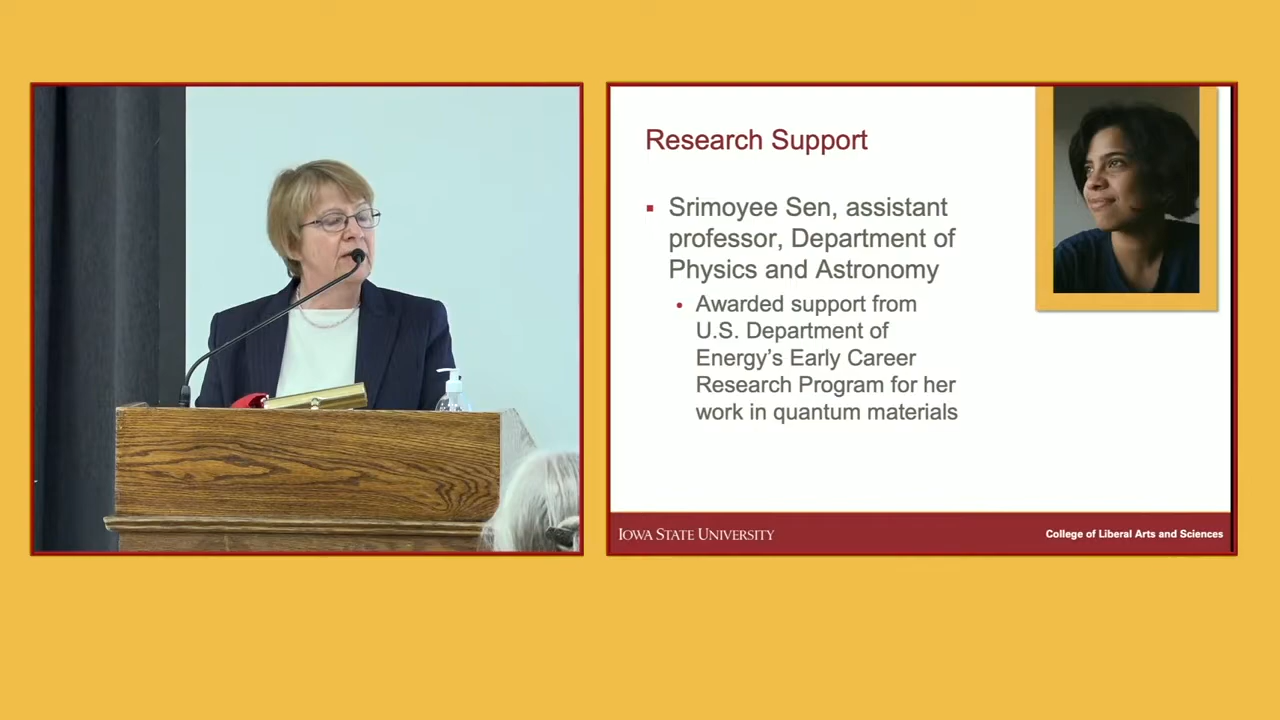 Research Support
▪ Srimoyee Sen, assistant
professor, Department of
Physics and Astronomy
• Awarded support from
U.S. Department of
Energy’s Early Career
Research Program for her
work in quantum materials
IOWA STATE UNIVERSITY
College of Liberal Arts and Sciences